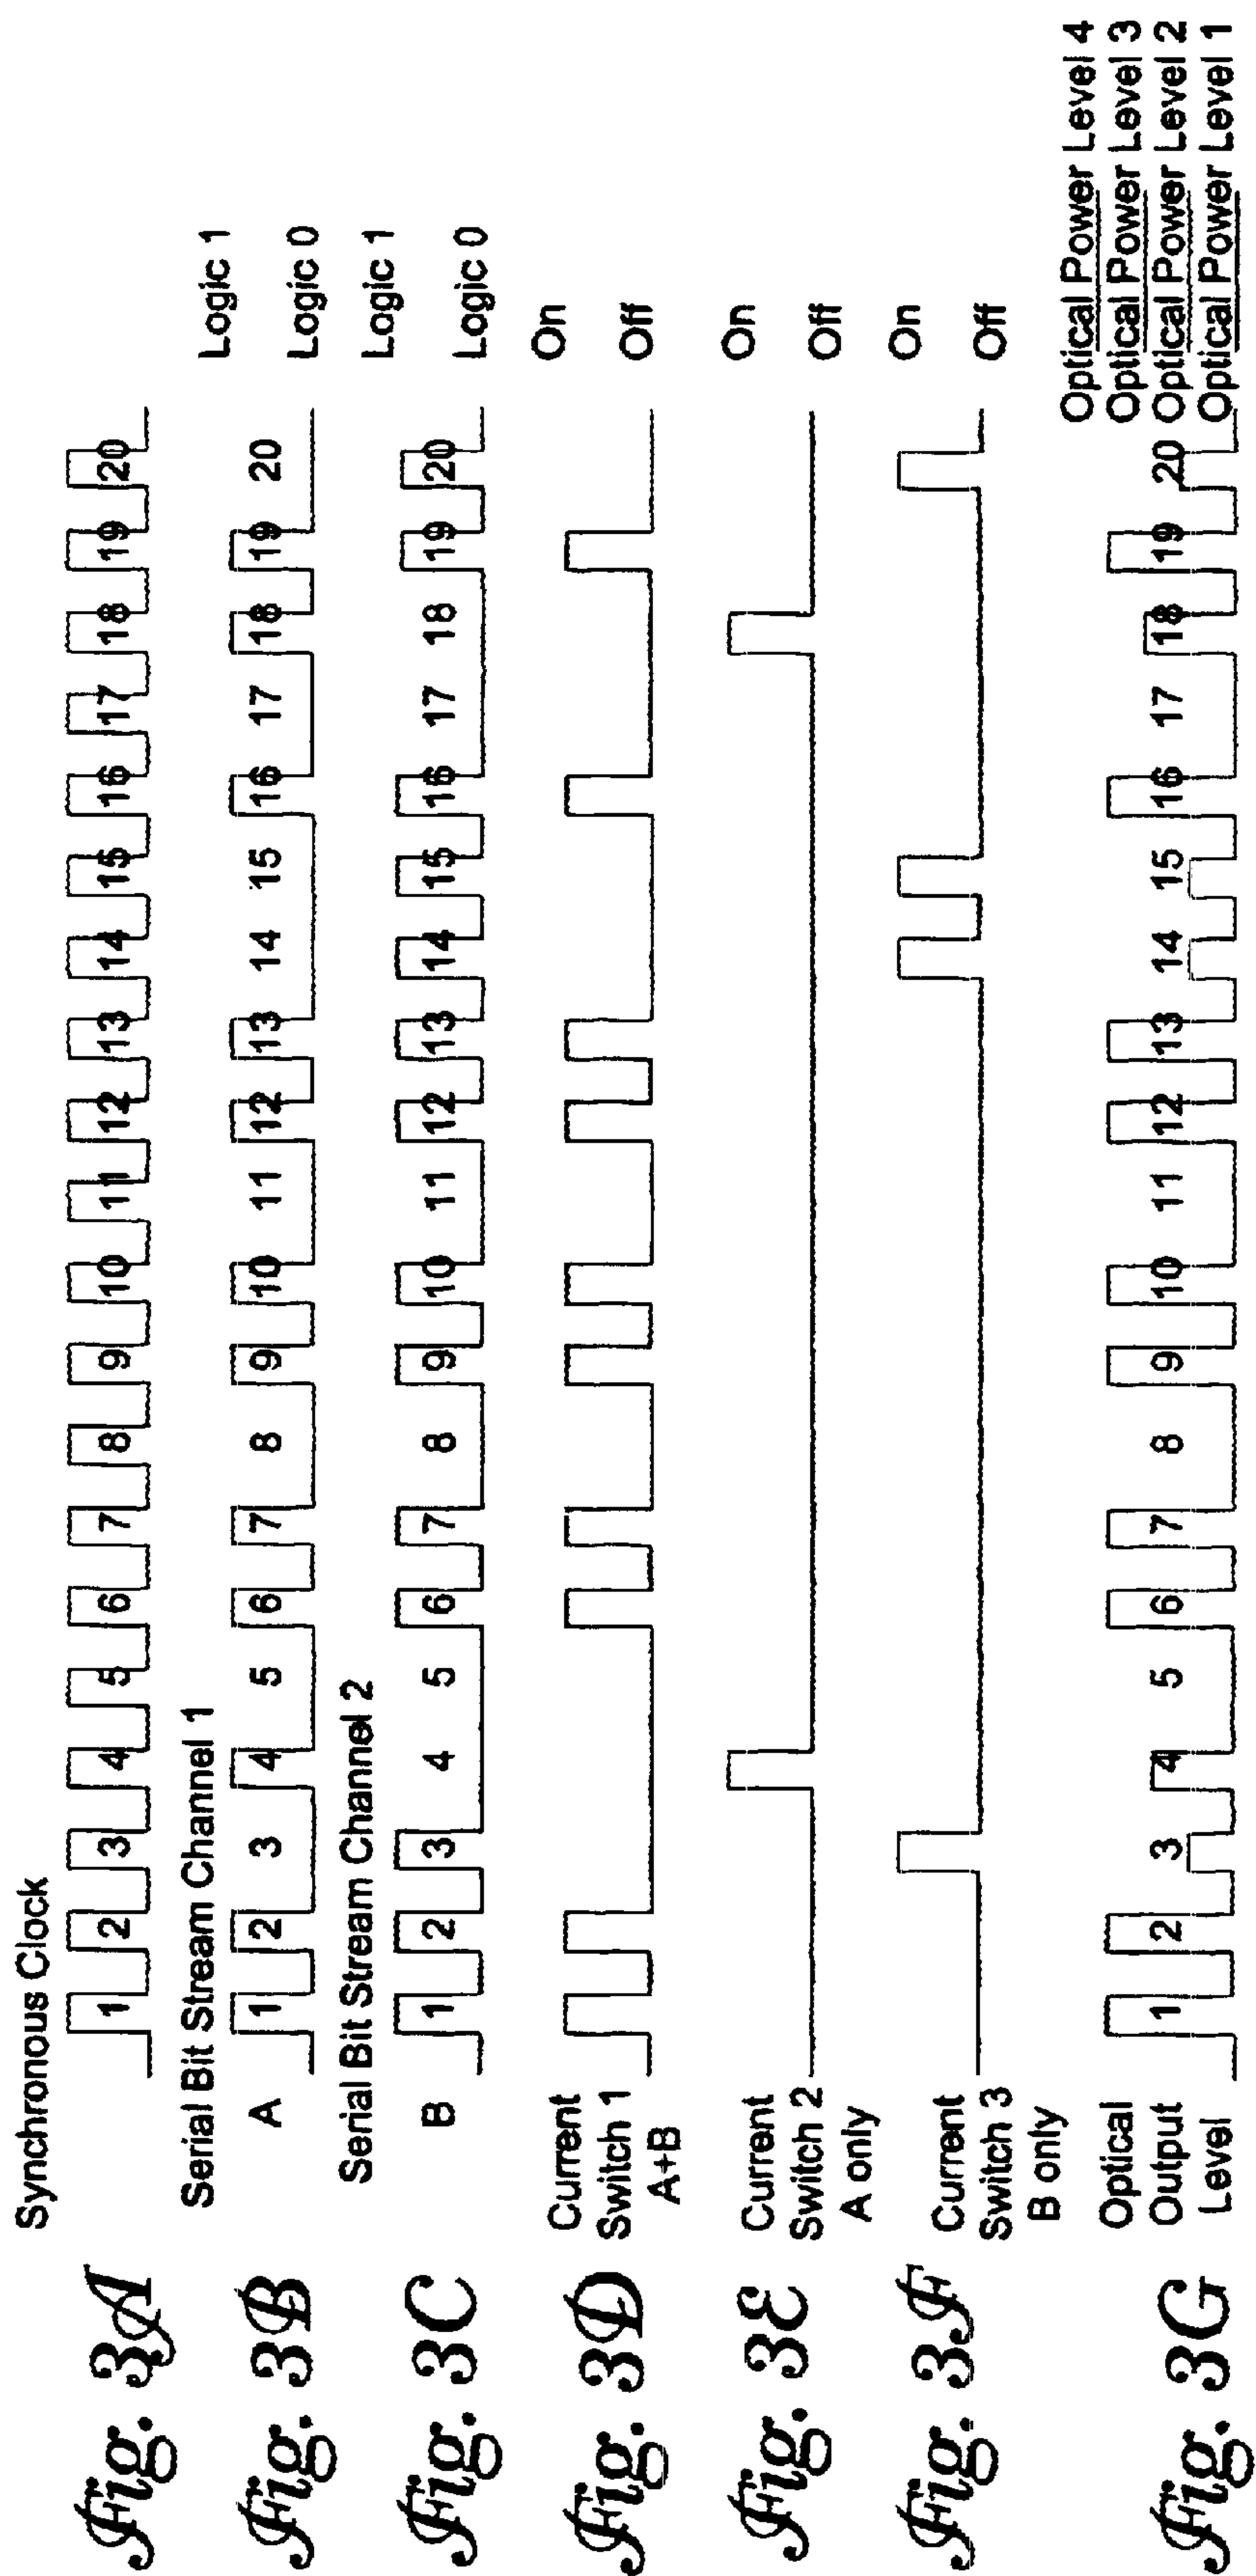 Synchronous Clock
Fig. 3A
1 2 3 4 5 6 7 8 9 10 11 12 13 14 15 16 17 18 19 20
Serial Bit Stream Channel 1
Logic 1
Fig. 3B
A
1 2 3 4 5 6 7 8 9 10 11 12 13 14 15 16 17 18 19 20
Logic 0
Serial Bit Stream Channel 2
Logic 1
Fig. 3C
B
1 2 3 4 5 6 7 8 9 10 11 12 13 14 15 16 17 18 19 20
Logic 0
Fig. 3D
Current
Switch 1
A+B
On
Off
Fig. 3E
Current
Switch 2
A only
On
Off
Fig. 3F
Current
Switch 3
B only
On
Off
Fig. 3G
Optical
Output
Level
1 2 3 4 5 6 7 8 9 10 11 12 13 14 15 16 17 18 19 20
Optical Power Level 4
Optical Power Level 3
Optical Power Level 2
Optical Power Level 1